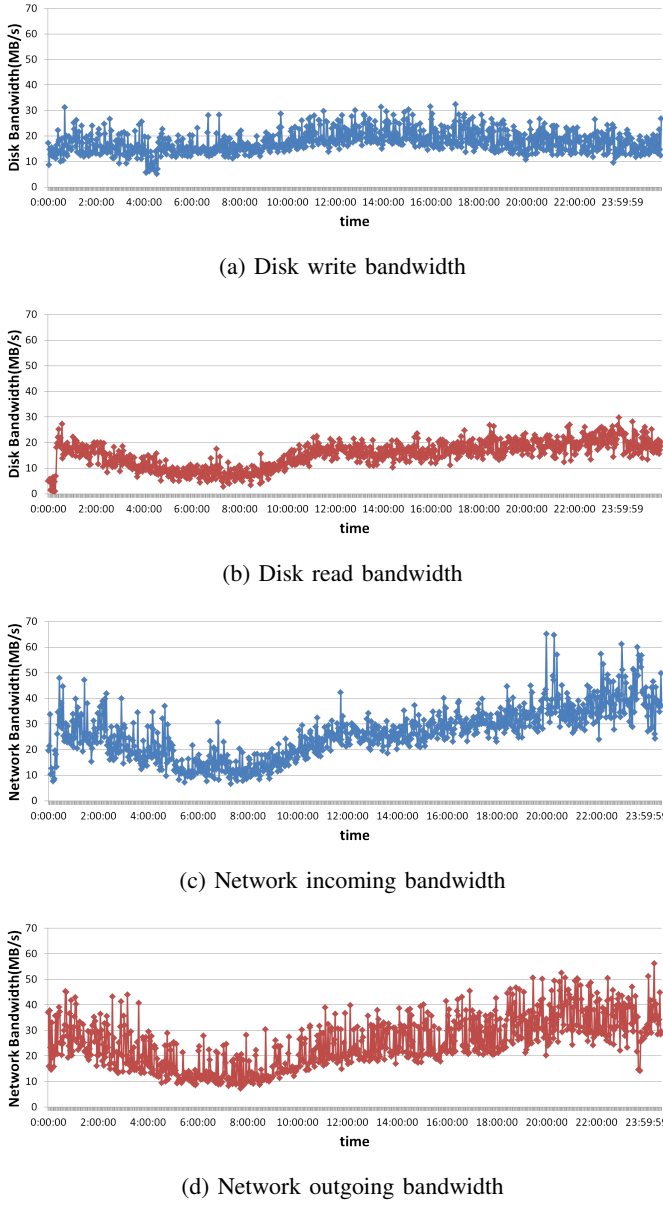 70
60
50
40
30
20
10
0
Disk Bandwidth(MB/s)
0:00:00 2:00:00 4:00:00 6:00:00 8:00:00 10:00:00 12:00:00 14:00:00 16:00:00 18:00:00 20:00:00 22:00:00 23:59:59
time
(a) Disk write bandwidth
70
60
50
40
30
20
10
0
Disk Bandwidth(MB/s)
0:00:00 2:00:00 4:00:00 6:00:00 8:00:00 10:00:00 12:00:00 14:00:00 16:00:00 18:00:00 20:00:00 22:00:00 23:59:59
time
(b) Disk read bandwidth
70
60
50
40
30
20
10
0
Network Bandwidth(MB/s)
0:00:00 2:00:00 4:00:00 6:00:00 8:00:00 10:00:00 12:00:00 14:00:00 16:00:00 18:00:00 20:00:00 22:00:00 23:59:59
time
(c) Network incoming bandwidth
70
60
50
40
30
20
10
0
Network Bandwidth(MB/s)
0:00:00 2:00:00 4:00:00 6:00:00 8:00:00 10:00:00 12:00:00 14:00:00 16:00:00 18:00:00 20:00:00 22:00:00 23:59:59
time
(d) Network outgoing bandwidth